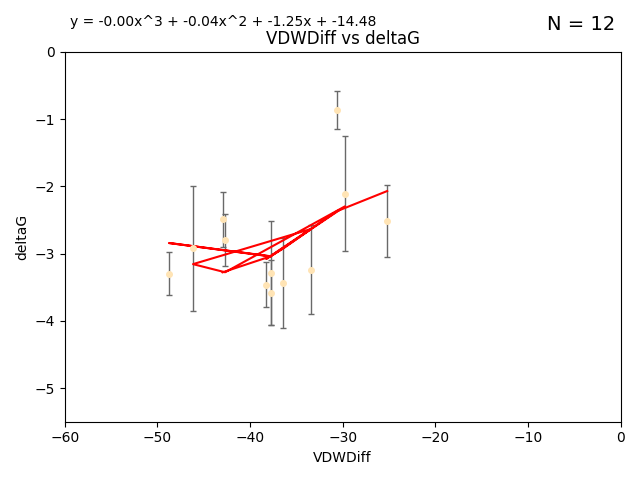 y = -0.00x^3 + -0.04x^2 + -1.25x + -14.48
N = 12
VDWDiff vs deltaG
0
−1
−2
−3
−4
−5
deltaG
−60 −50 −40 −30 −20 −10 0
VDWDiff